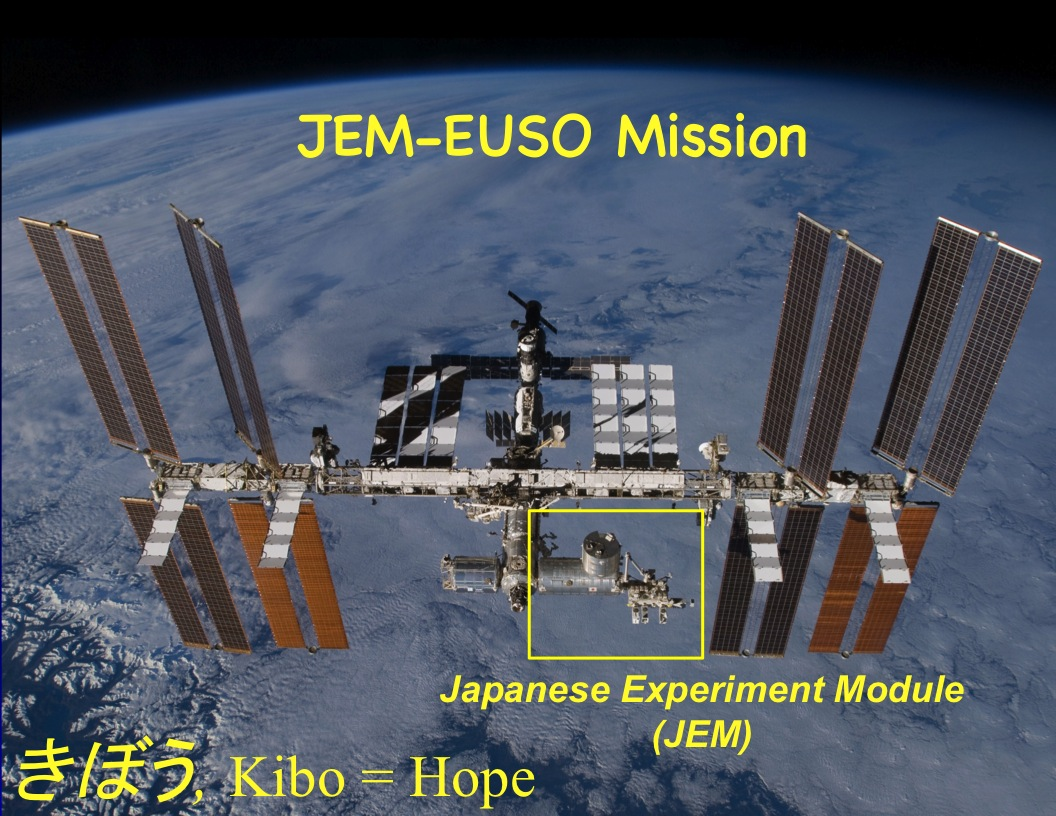 JEM-EUSO Mission
Japanese Experiment Module
(JEM)
きぼう, Kibo = Hope